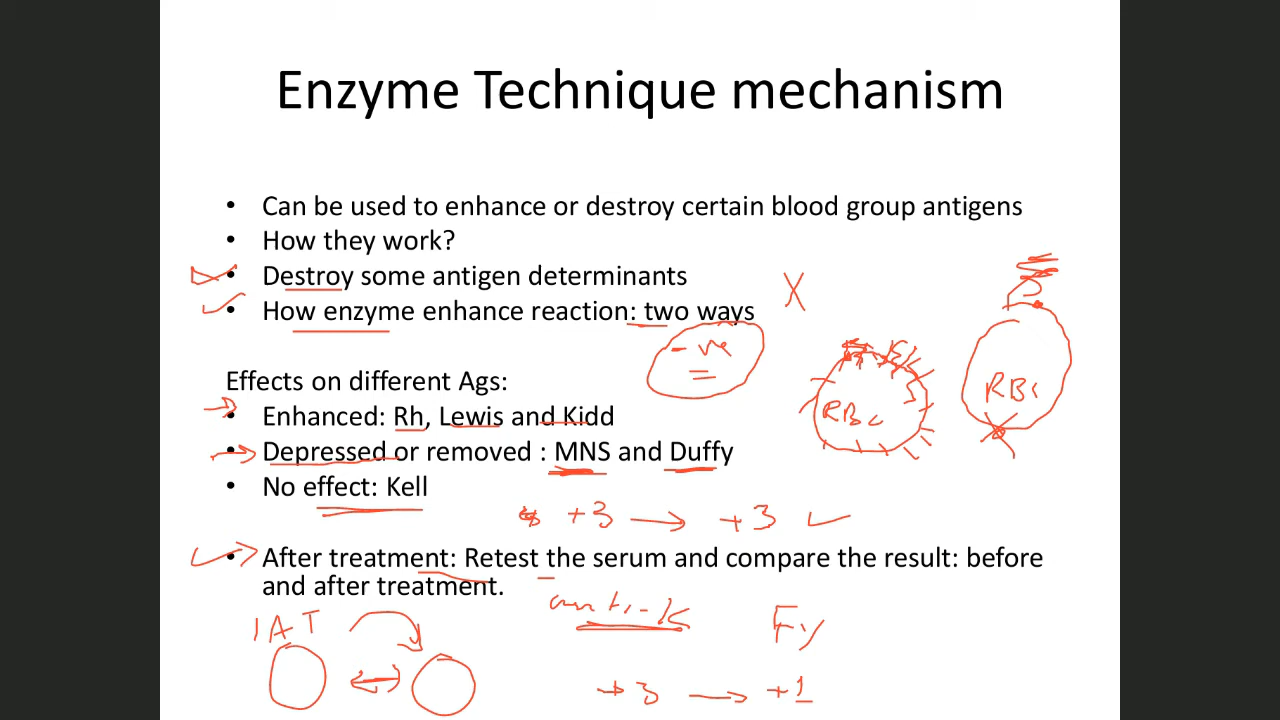 Enzyme Technique mechanism
• Can be used to enhance or destroy certain blood group antigens
• How they work?
• Destroy some antigen determinants
• How enzyme enhance reaction: two ways
- ve
RBC
RBC
Effects on different Ags:
• Enhanced: Rh, Lewis and Kidd
• Depressed or removed : MNS and Duffy
• No effect: Kell
+3 → +3 ✓
• After treatment: Retest the serum and compare the result: before
and after treatment.
IAT
anti-K
Fy
+3 → +1